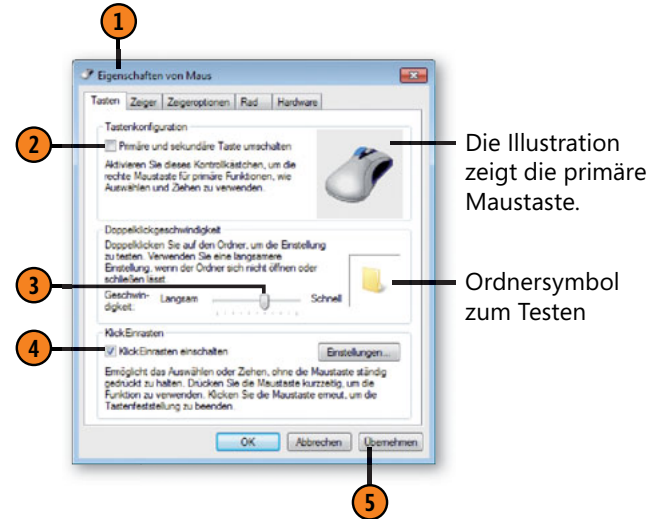 1
Eigenschaften von Maus
Tasten Zeiger Zeigeroptionen Rad Hardware
Tastenkonfiguration
2
Primäre und sekundäre Taste umschalten
Aktivieren Sie dieses Kontrollkästchen, um die
rechte Maustaste für primäre Funktionen, wie
Auswählen und Ziehen zu verwenden.
Die Illustration
zeigt die primäre
Maustaste.
Doppelklickgeschwindigkeit
Doppelklicken Sie auf den Ordner, um die Einstellung
zu testen. Verwenden Sie eine langsamere
Einstellung, wenn der Ordner sich nicht öffnen oder
schließen lässt
3
Geschwin-
digkeit:
Langsam
Schnell
Ordnersymbol
zum Testen
KlickEinrasten
4
KlickEinrasten einschalten
Einstellungen...
Ermöglicht das Auswählen oder Ziehen, ohne die Maustaste ständig
gedrückt zu halten. Drücken Sie die Maustaste kurzzeitig, um die
Funktion zu verwenden. Klicken Sie die Maustaste erneut, um die
Tastenfeststellung zu beenden.
OK Abbrechen Übernehmen
5